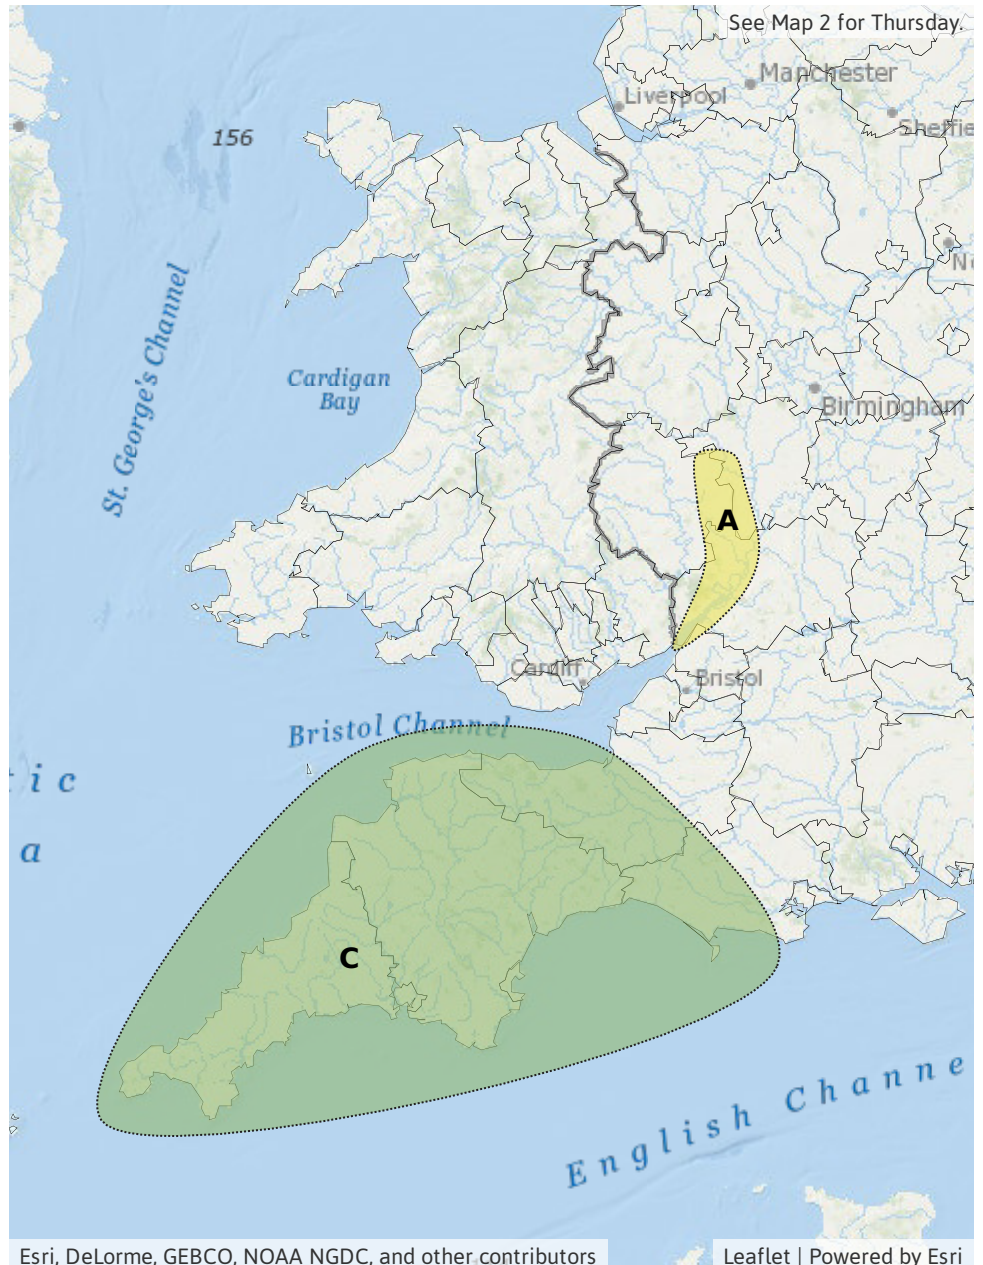 See Map 2 for Thursday.
Manchester
Liverpool
Sheffie
156
St. George's Channel
Cardigan
Bay
Birmingham
A
Cardiff
Bristol
Bristol Channel
tic
a
C
English Channe
Esri, DeLorme, GEBCO, NOAA NGDC, and other contributors
Leaflet | Powered by Esri